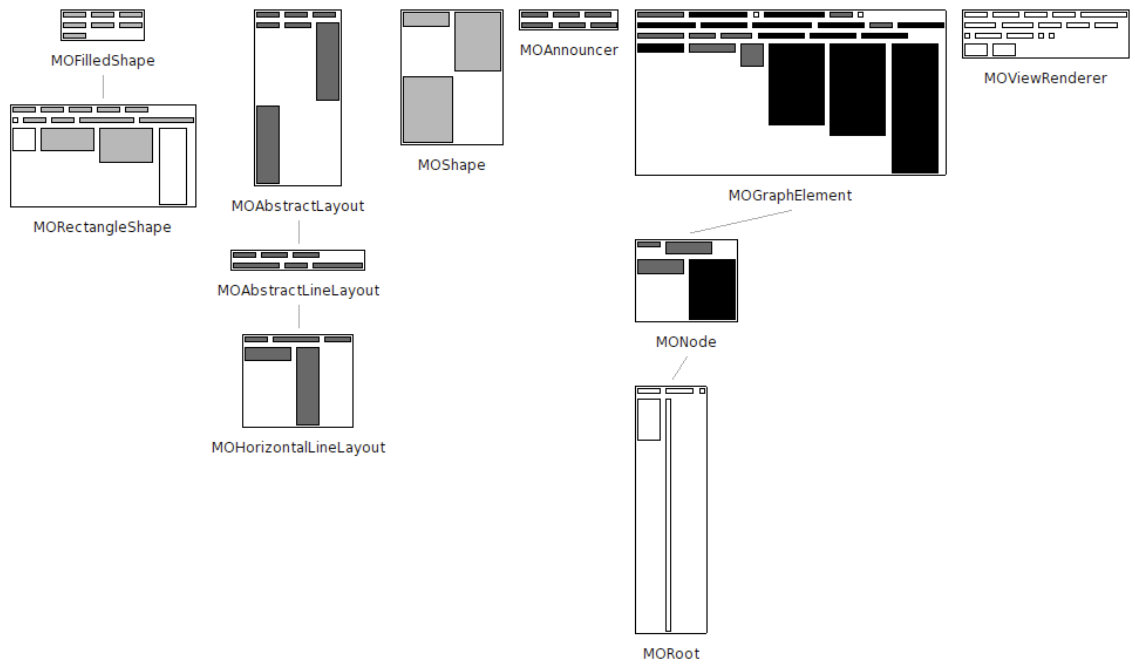 MOFilledShape
MORectangleShape
MOAbstractLayout
MOAbstractLineLayout
MOHorizontalLineLayout
MOShape
MOAnnouncer
MOGraphElement
MONode
MORoot
MOViewRenderer